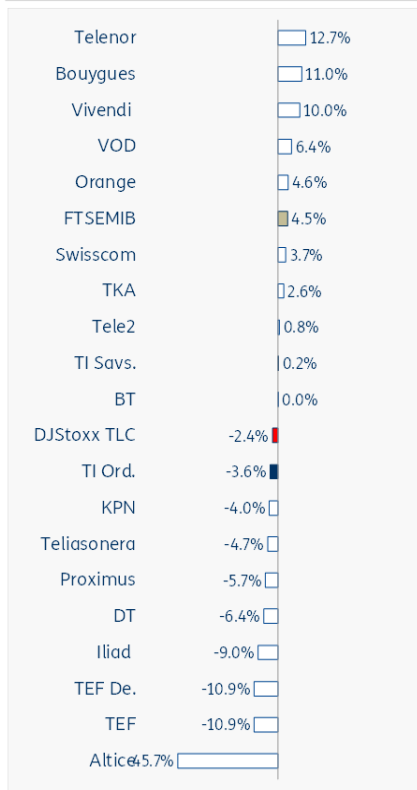 Telenor 12.7%
Bouygues 11.0%
Vivendi 10.0%
VOD 6.4%
Orange 4.6%
FTSEMIB 4.5%
Swisscom 3.7%
TKA 2.6%
Tele2 0.8%
TI Savs. 0.2%
BT 0.0%
DJStoxx TLC -2.4%
TI Ord. -3.6%
KPN -4.0%
Teliasonera -4.7%
Proximus -5.7%
DT -6.4%
Iliad -9.0%
TEF De. -10.9%
TEF -10.9%
Altice -45.7%